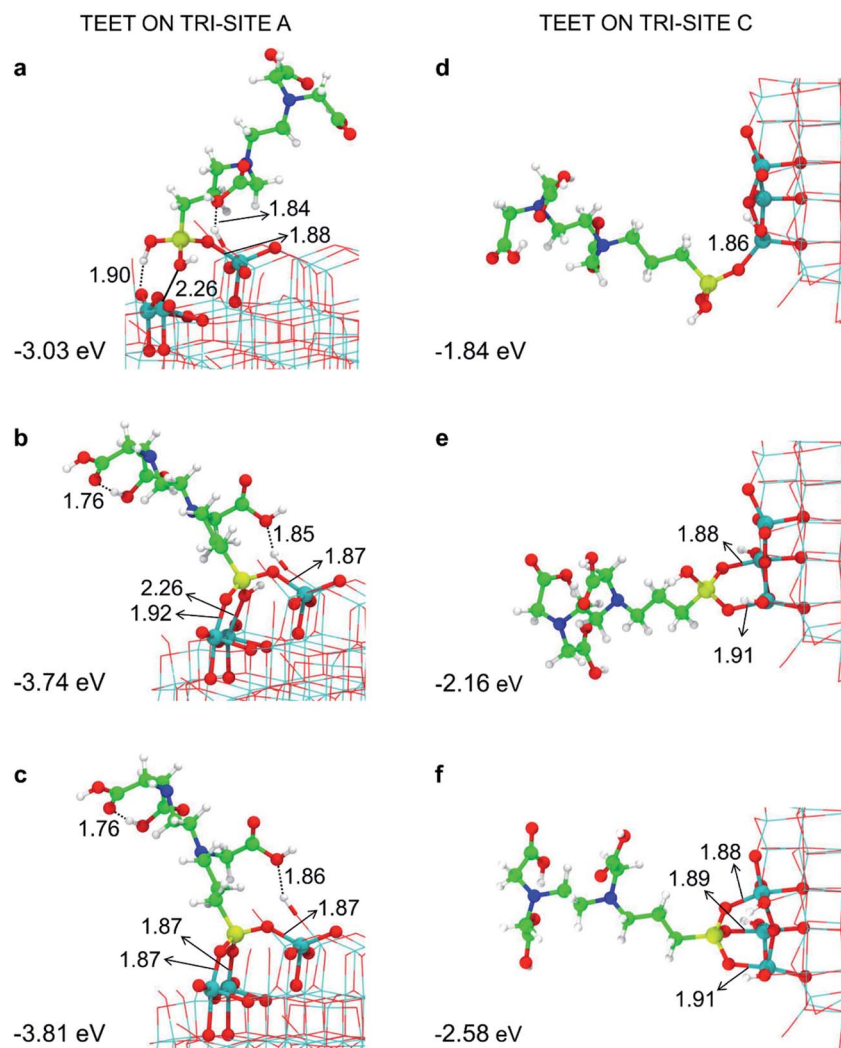 TEET ON TRI-SITE A
TEET ON TRI-SITE C
a
1.84
1.88
1.90
2.26
-3.03 eV
b
1.76
1.85
1.87
2.26
1.92
-3.74 eV
c
1.76
1.86
1.87
1.87
1.87
-3.81 eV
d
1.86
-1.84 eV
e
1.88
1.91
-2.16 eV
f
1.88
1.89
1.91
-2.58 eV